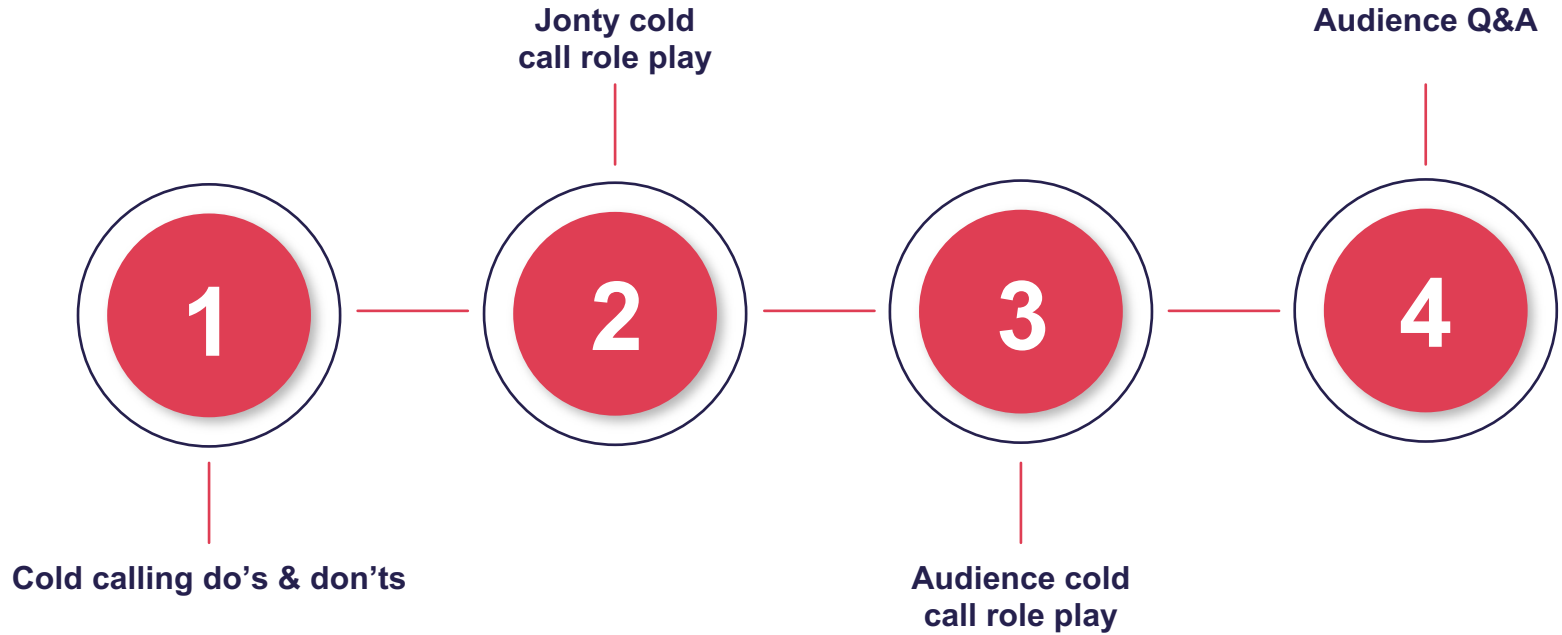 Jonty cold
call role play
Audience Q&A
1
2
3
4
Cold calling do’s & don’ts
Audience cold
call role play